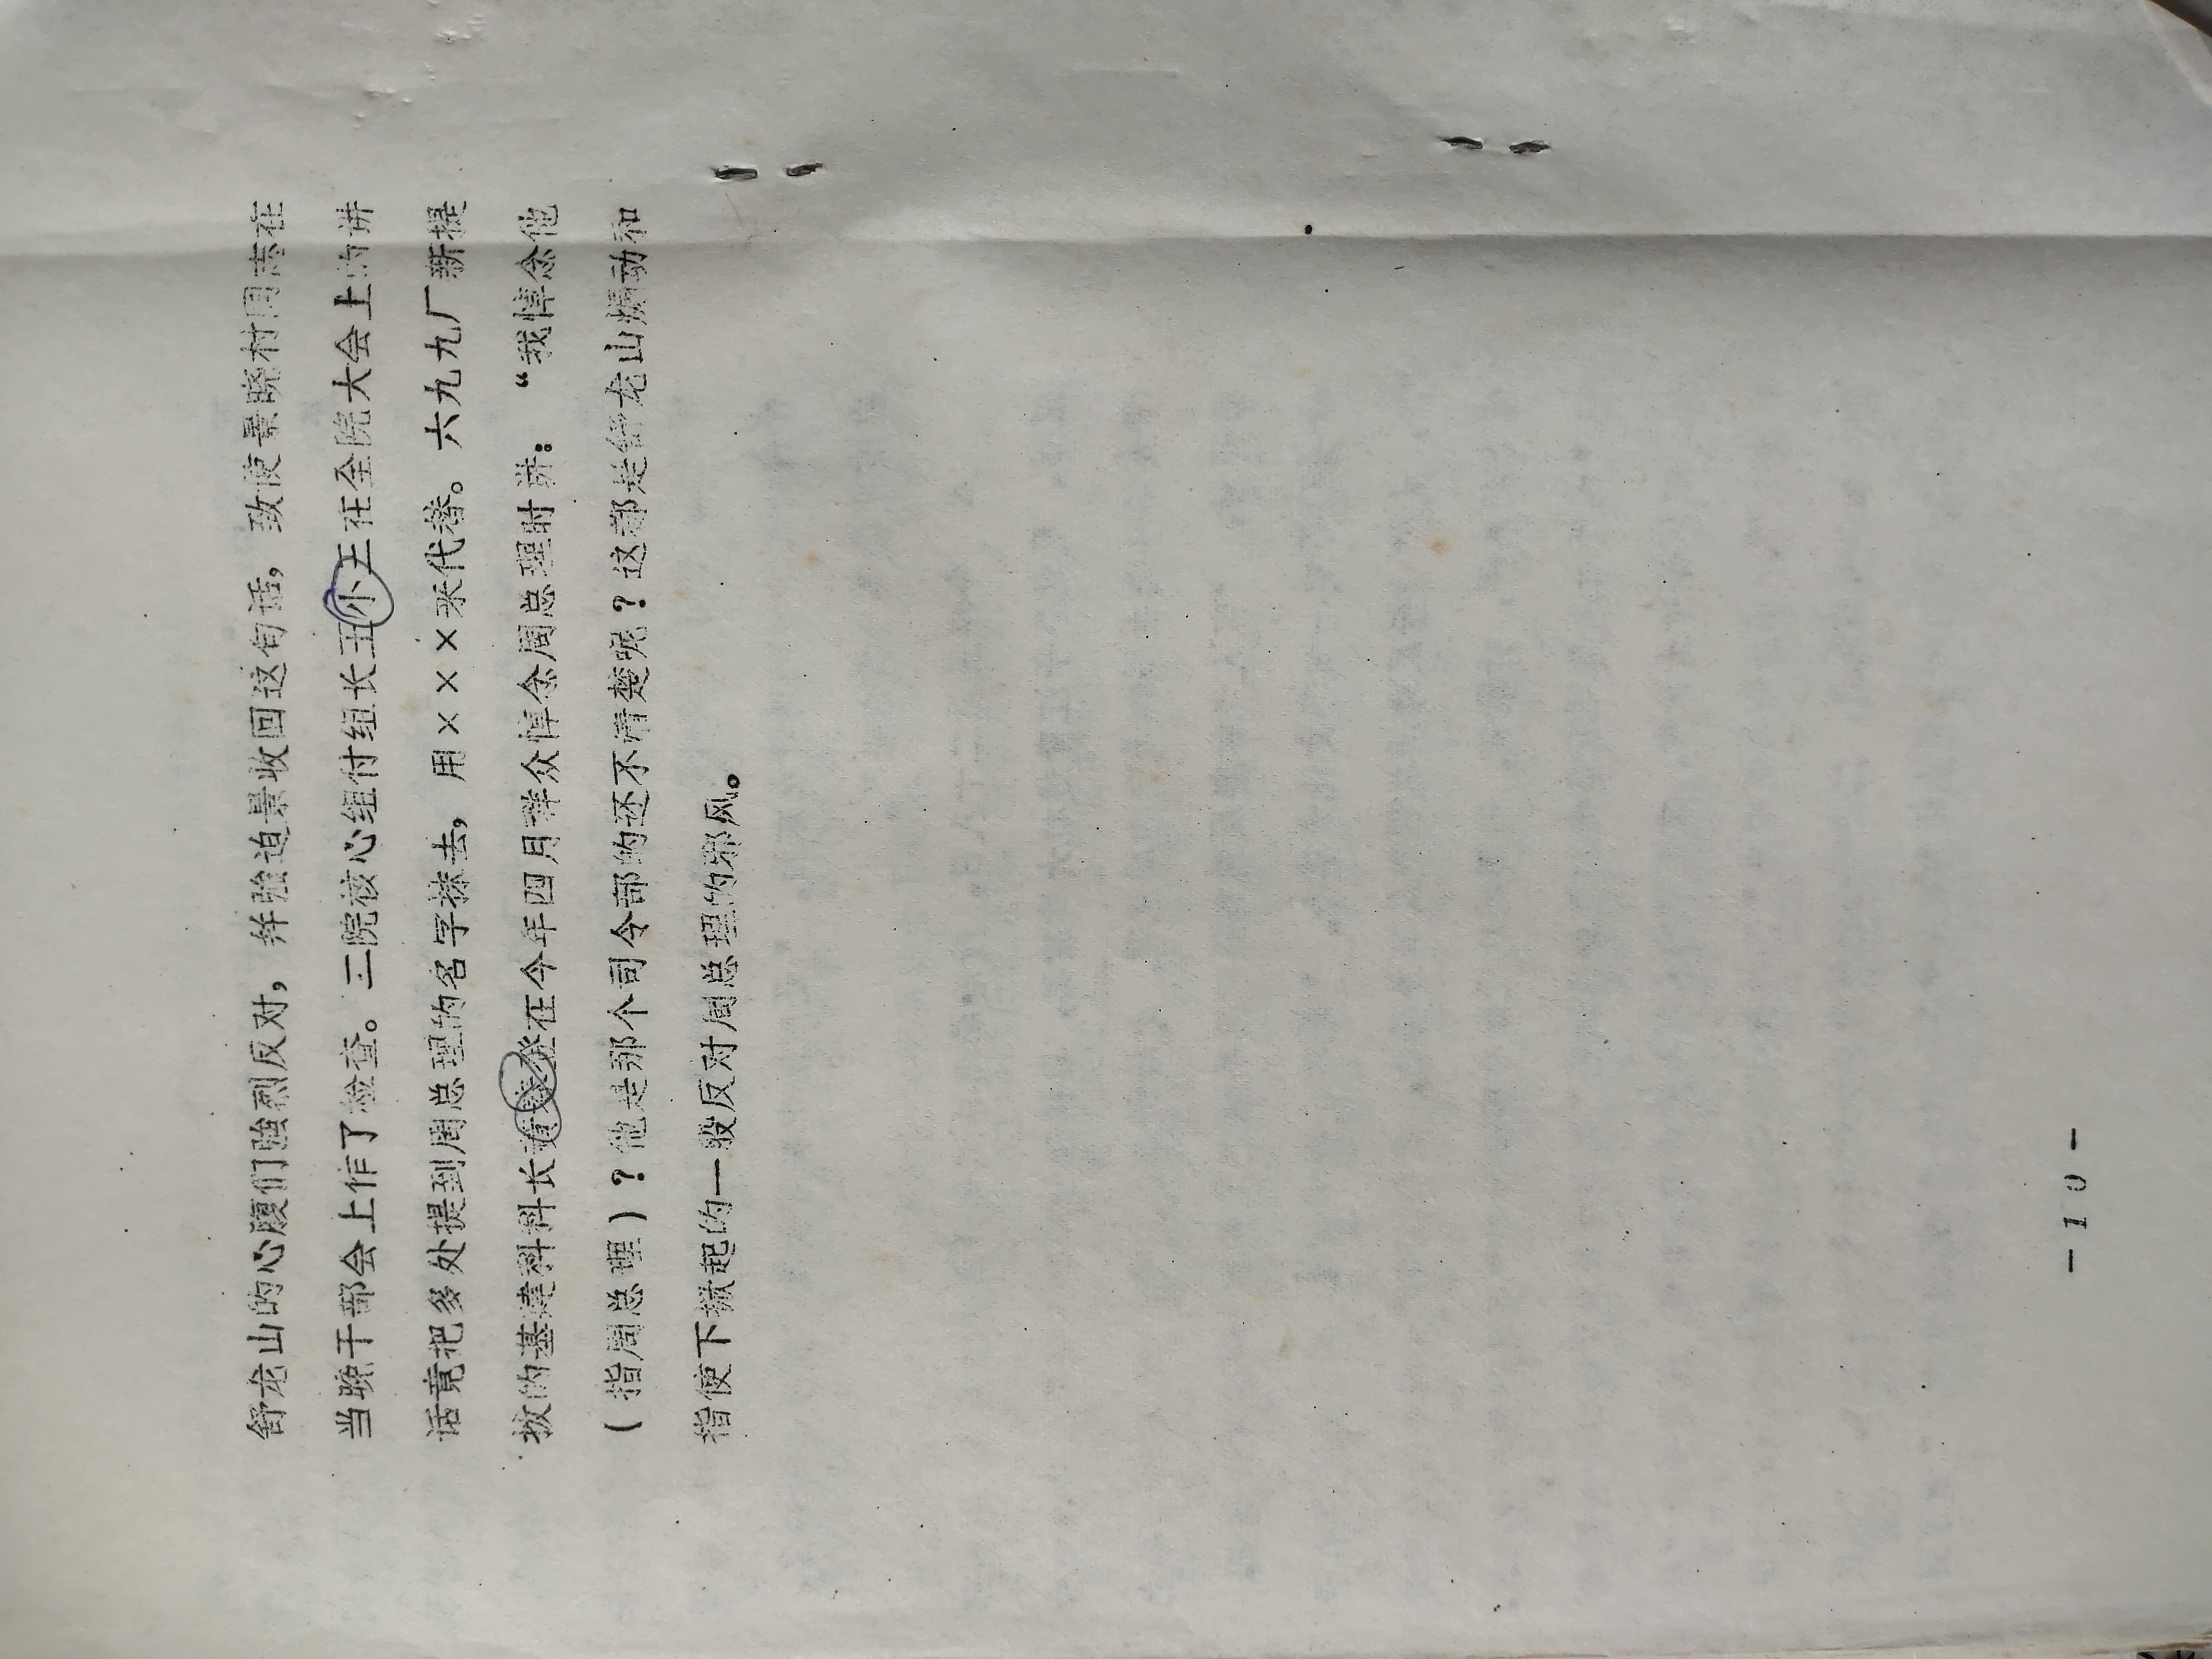 舒龙山的心腹们强烈反对，并强迫景收回这句话，致使景晓村同志在
当晚干部会上作了检查。二院核心组付组长王小三在全院大会上的讲
话竟把多处提到周总理的名字抹去，用×××来代替。六九九厂新提
拔的基建科科长登在今年四月群众悼念周总理时讲：“我悼念他
（指周总理）？他是那个司令部的还不清楚呢？这都是舒龙山煽动和
指使下掀起的一股反对周总理的邪风。
－10－